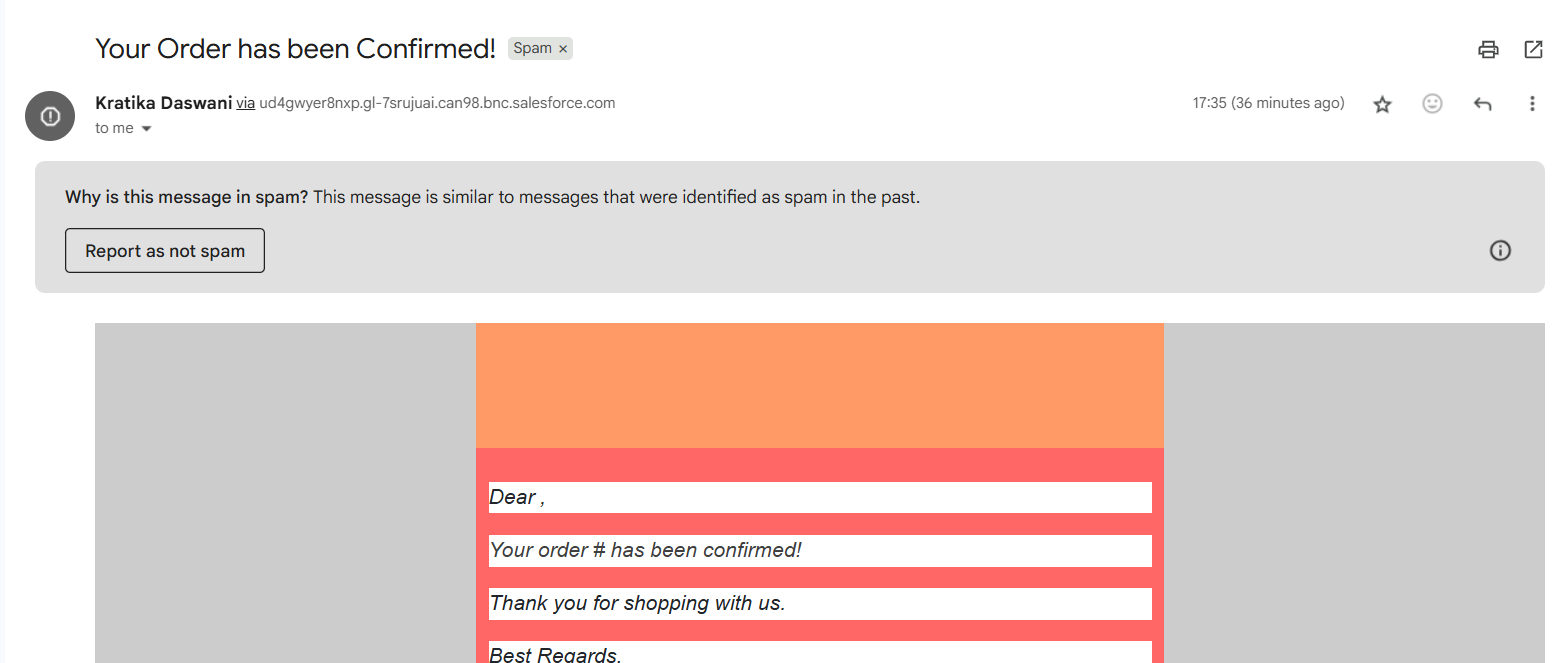 Your Order has been Confirmed! Spam ×
Kratika Daswani via ud4gwyer8nxp.gl-7srujuai.can98.bnc.salesforce.com 17:35 (36 minutes ago)
to me
Why is this message in spam? This message is similar to messages that were identified as spam in the past.
Report as not spam
Dear ,
Your order # has been confirmed!
Thank you for shopping with us.
Best Regards,